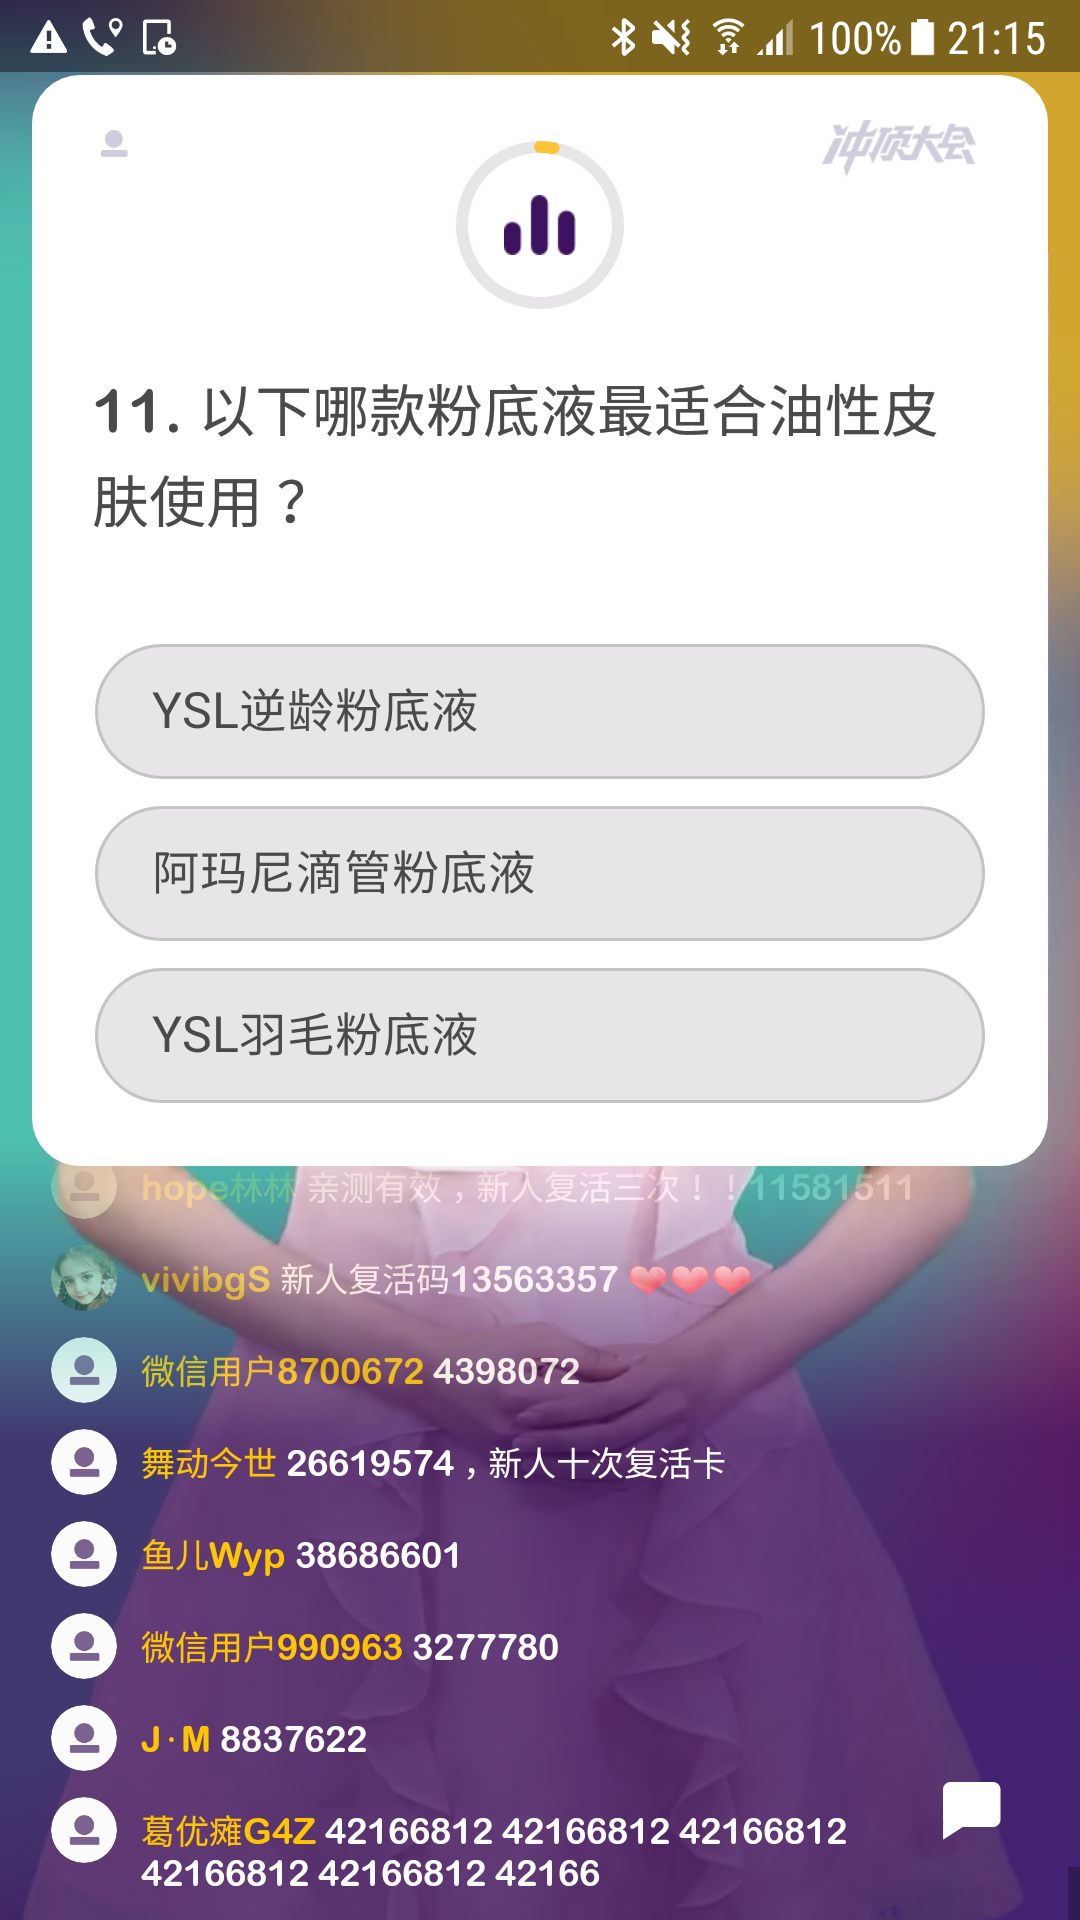 100% 21:15
冲顶大会
11. 以下哪款粉底液最适合油性皮
肤使用？
YSL逆龄粉底液
阿玛尼滴管粉底液
YSL羽毛粉底液
hope林林 亲测有效，新人复活三次！！11581511
vivibgS 新人复活码13563357 ❤❤❤
微信用户8700672 4398072
舞动今世 26619574，新人十次复活卡
鱼儿Wyp 38686601
微信用户990963 3277780
J·M 8837622
葛优瘫G4Z 42166812 42166812 42166812
42166812 42166812 42166